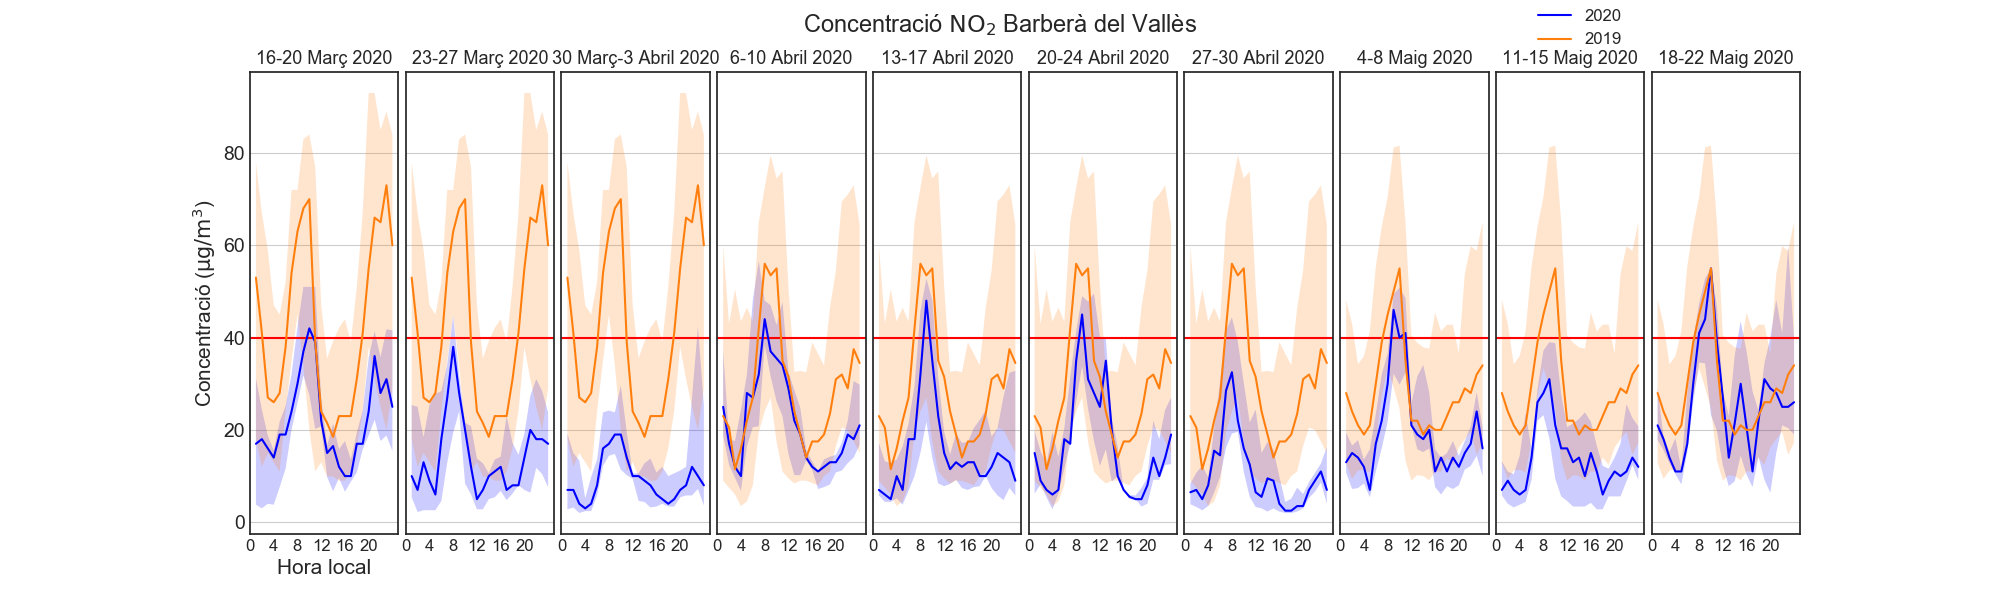 Concentració NO₂ Barberà del Vallès
2020
2019
16-20 Març 2020
23-27 Març 2020
30 Març-3 Abril 2020
6-10 Abril 2020
13-17 Abril 2020
20-24 Abril 2020
27-30 Abril 2020
4-8 Maig 2020
11-15 Maig 2020
18-22 Maig 2020
Concentració (µg/m³)
80
60
40
20
0
0 4 8 12 16 20
0 4 8 12 16 20
0 4 8 12 16 20
0 4 8 12 16 20
0 4 8 12 16 20
0 4 8 12 16 20
0 4 8 12 16 20
0 4 8 12 16 20
0 4 8 12 16 20
0 4 8 12 16 20
Hora local